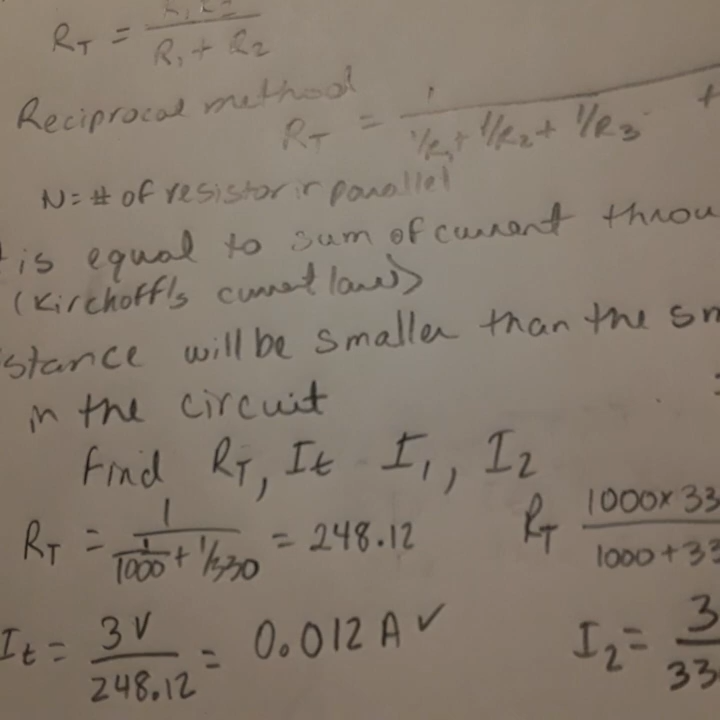 RT = R1R2 / R1 + R2
Reciprocal method
RT = 1 / 1/R1 + 1/R2 + 1/R3 +
N = # of resistor in parallel
is equal to sum of current throu
(Kirchoff's current laws)
stance will be smaller than the sm
in the circuit
Find RT, It I1, I2
RT = 1 / 1/1000 + 1/330 = 248.12
RT 1000 x 33 / 1000 + 33
It = 3V / 248.12 = 0.012 A ✓
I2 = 3 / 33